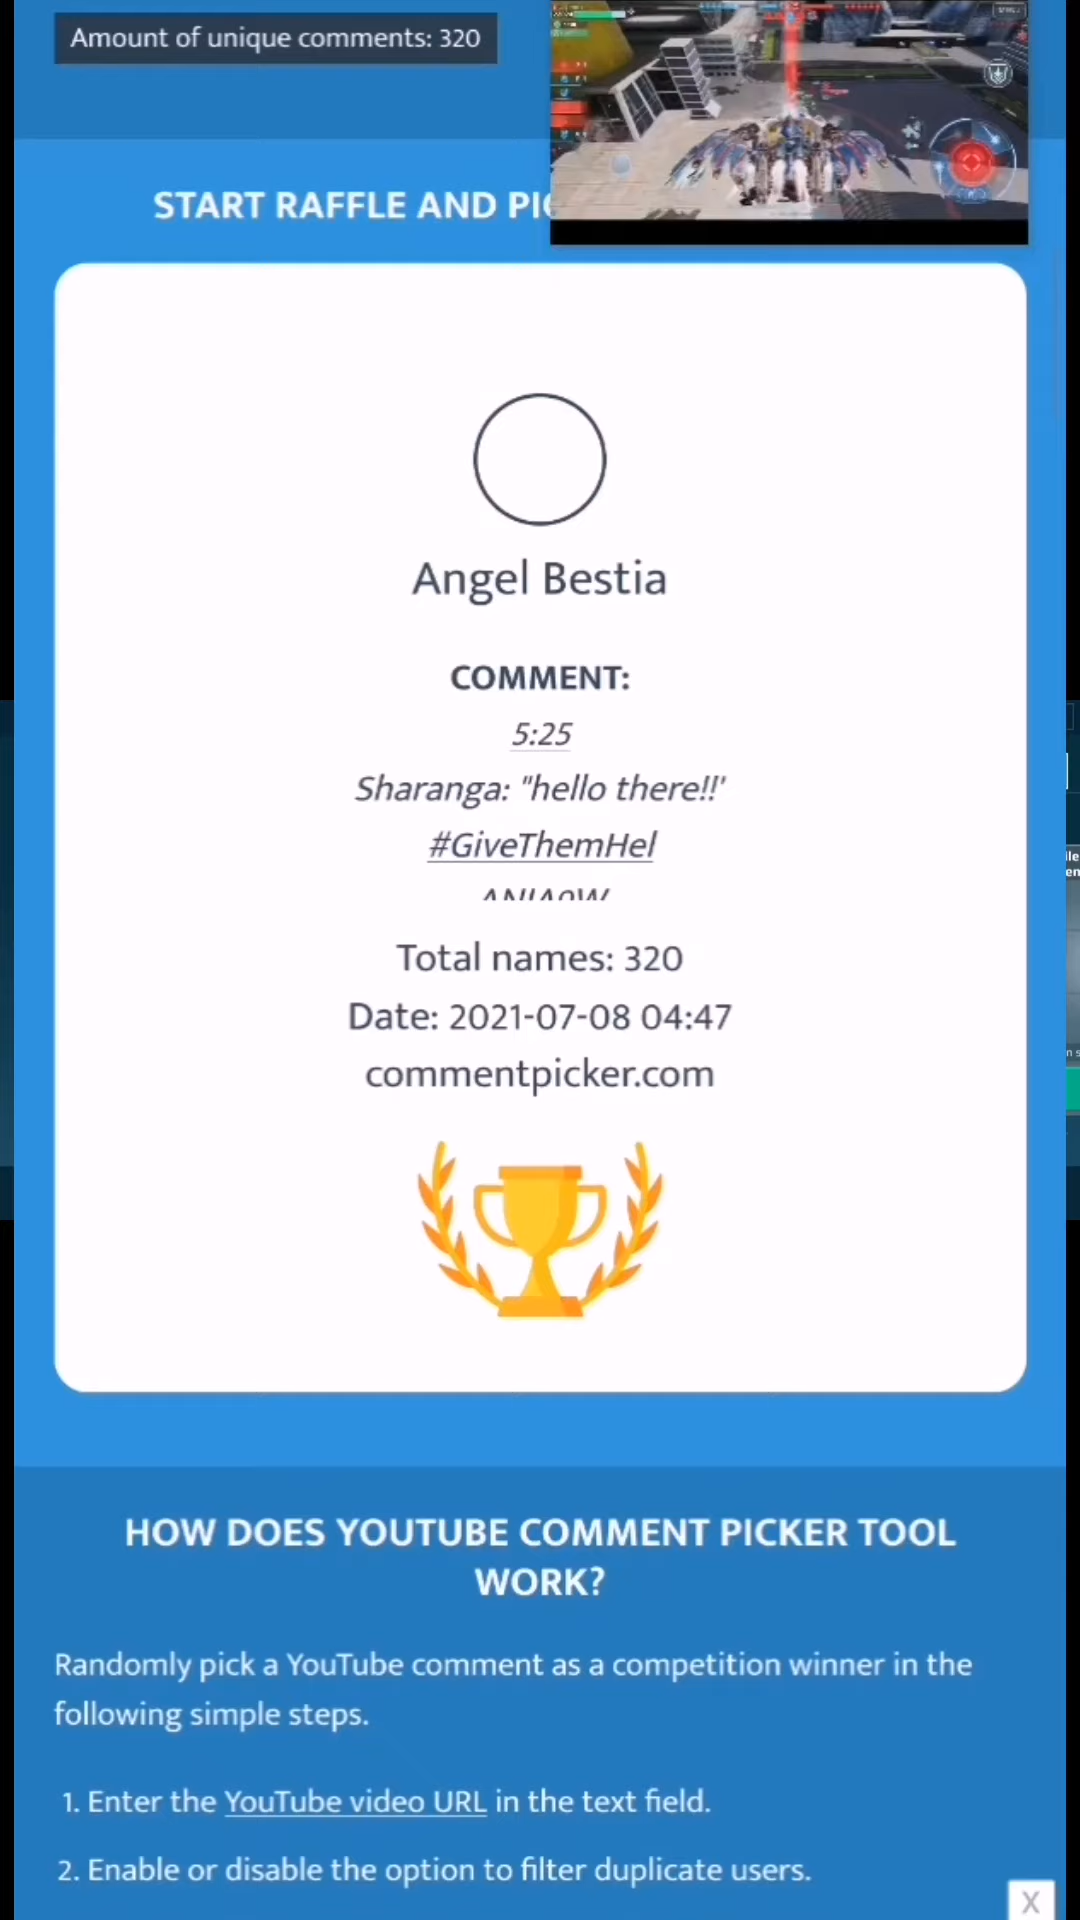 Amount of unique comments: 320
START RAFFLE AND
Angel Bestia
COMMENT:
5:25
Sharanga: "hello there!!'
#GiveThemHel
Total names: 320
Date: 2021-07-08 04:47
commentpicker.com
HOW DOES YOUTUBE COMMENT PICKER TOOL
WORK?
Randomly pick a YouTube comment as a competition winner in the
following simple steps.
1. Enter the YouTube video URL in the text field.
2. Enable or disable the option to filter duplicate users.
X